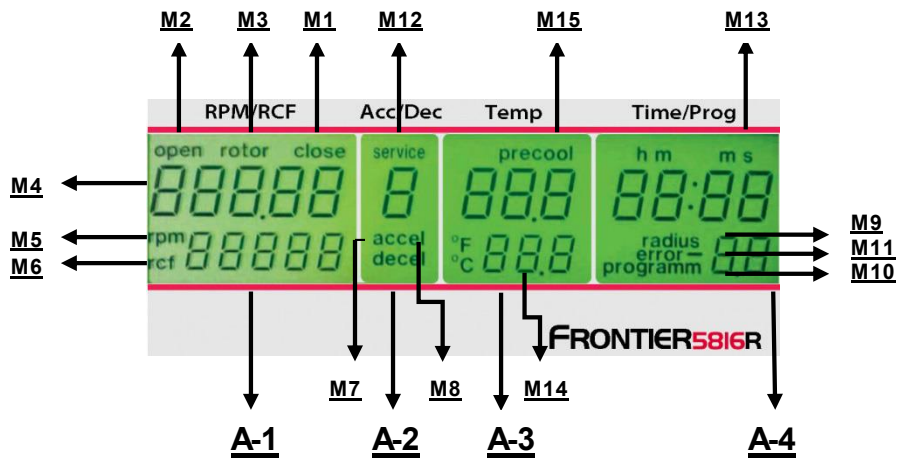 M2 M3 M1 M12 M15 M13
RPM/RCF Acc/Dec Temp Time/Prog
open rotor close service precool h m m s
M4 88888 8 88.8 88:88
M5 rpm accel °F radius M9
M6 rcf 88888 decel °C 88.8 error 88 M11
programm M10
FRONTIER5816R
M7 M8 M14
A-1 A-2 A-3 A-4